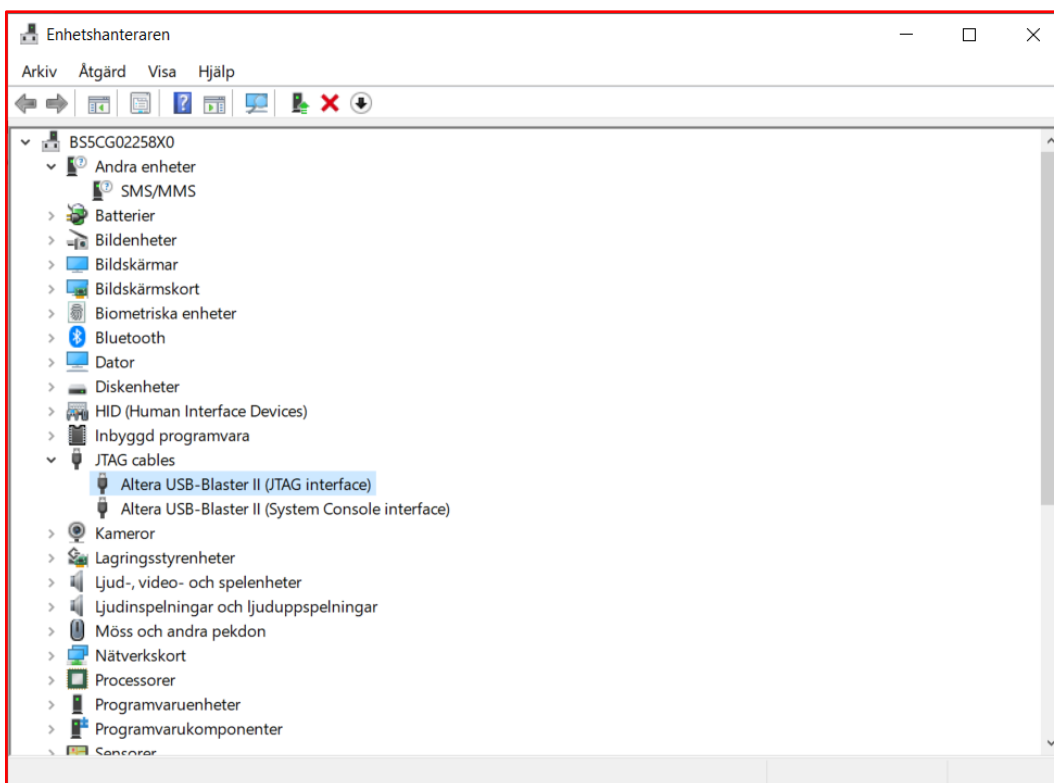 Enhetshanteraren
Arkiv Åtgärd Visa Hjälp
BS5CG02258X0
Andra enheter
SMS/MMS
Batterier
Bildenheter
Bildskärmar
Bildskärmskort
Biometriska enheter
Bluetooth
Dator
Diskenheter
HID (Human Interface Devices)
Inbyggd programvara
JTAG cables
Altera USB-Blaster II (JTAG interface)
Altera USB-Blaster II (System Console interface)
Kameror
Lagringsstyrenheter
Ljud-, video- och spelenheter
Ljudinspelningar och ljuduppspelningar
Möss och andra pekdon
Nätverkskort
Processorer
Programvaruenheter
Programvarukomponenter
Sensorer